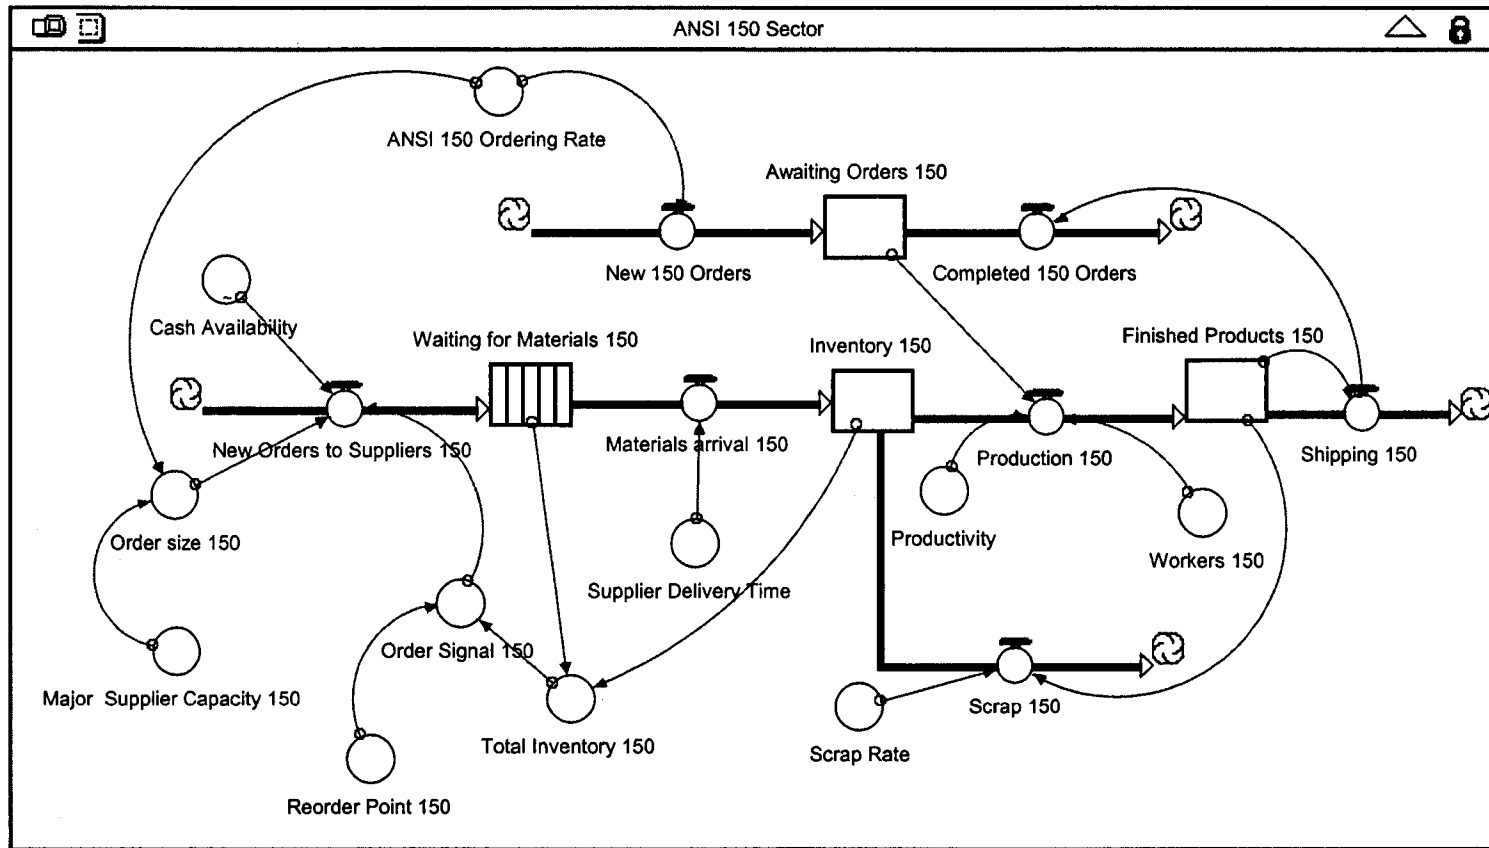 ANSI 150 Sector
ANSI 150 Ordering Rate
Awaiting Orders 150
New 150 Orders
Completed 150 Orders
Cash Availability
~
Waiting for Materials 150
Inventory 150
Finished Products 150
New Orders to Suppliers 150
Materials arrival 150
Production 150
Shipping 150
Order size 150
Productivity
Workers 150
Supplier Delivery Time
Order Signal 150
Major  Supplier Capacity 150
Total Inventory 150
Scrap 150
Scrap Rate
Reorder Point 150